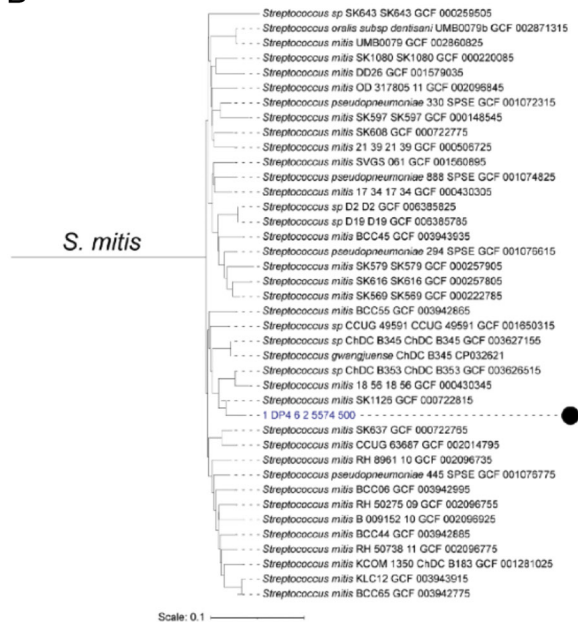 Streptococcus sp SK643 SK643 GCF 000259505
Streptococcus oralis subsp dentisani UMB0079b GCF 002871315
Streptococcus mitis UMB0079 GCF 002860825
Streptococcus mitis SK1080 SK1080 GCF 000220085
Streptococcus mitis DD26 GCF 001579035
Streptococcus mitis OD 317805 11 GCF 002096845
Streptococcus pseudopneumoniae 330 SPSE GCF 001072315
Streptococcus mitis SK597 SK597 GCF 000148545
Streptococcus mitis SK608 GCF 000722775
Streptococcus mitis 21 39 21 39 GCF 000506725
Streptococcus mitis SVGS 061 GCF 001560895
Streptococcus pseudopneumoniae 888 SPSE GCF 001074825
Streptococcus mitis 17 34 17 34 GCF 000430305
Streptococcus sp D2 D2 GCF 006385825
Streptococcus sp D19 D19 GCF 006385785
Streptococcus mitis BCC45 GCF 003943935
S. mitis
Streptococcus pseudopneumoniae 294 SPSE GCF 001076615
Streptococcus mitis SK579 SK579 GCF 000257905
Streptococcus mitis SK616 SK616 GCF 000257805
Streptococcus mitis SK569 SK569 GCF 000222785
Streptococcus mitis BCC55 GCF 003942865
Streptococcus sp CCUG 49591 CCUG 49591 GCF 001650315
Streptococcus sp ChDC B345 ChDC B345 GCF 003627155
Streptococcus gwangjuense ChDC B345 CP032621
Streptococcus sp ChDC B353 ChDC B353 GCF 003626515
Streptococcus mitis 18 56 18 56 GCF 000430345
Streptococcus mitis SK1126 GCF 000722815
1 DP4 6 2 5574 500
Streptococcus mitis SK637 GCF 000722765
Streptococcus mitis CCUG 63687 GCF 002014795
Streptococcus mitis RH 8961 10 GCF 002096735
Streptococcus pseudopneumoniae 445 SPSE GCF 001076775
Streptococcus mitis BCC06 GCF 003942995
Streptococcus mitis RH 50275 09 GCF 002096755
Streptococcus mitis B 009152 10 GCF 002096925
Streptococcus mitis BCC44 GCF 003942885
Streptococcus mitis RH 50738 11 GCF 002096775
Streptococcus mitis KCOM 1350 ChDC B183 GCF 001281025
Streptococcus mitis KLC12 GCF 003943915
Streptococcus mitis BCC65 GCF 003942775
Scale: 0.1